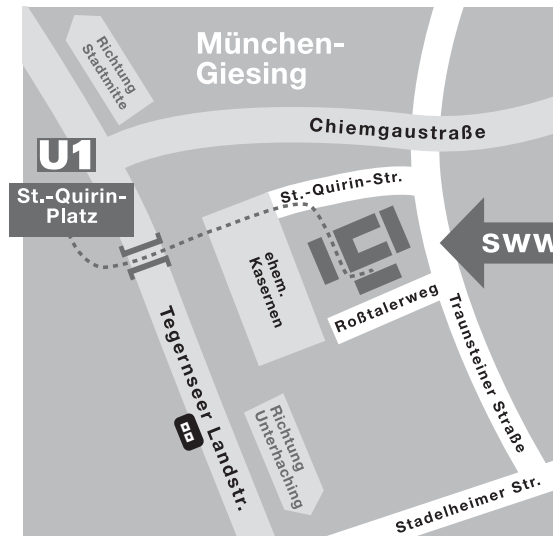 Richtung
Stadtmitte
München-
Giesing
Chiemgaustraße
U1
St.-Quirin-
Platz
St.-Quirin-Str.
sww
ehem.
Kasernen
Roßtalerweg
Tegernseer Landstr.
Traunsteiner Straße
Richtung
Unterhaching
Stadelheimer Str.